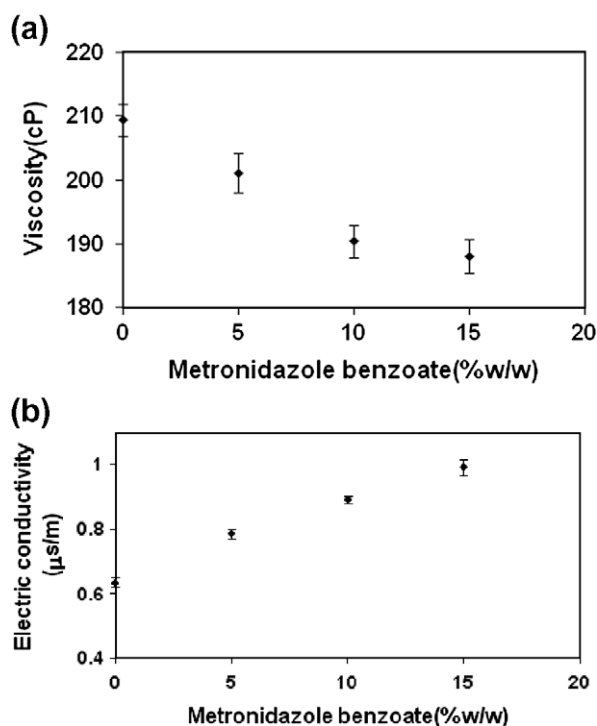 (a)
220
210
200
190
180
Viscosity(cP)
0 5 10 15 20
Metronidazole benzoate(%w/w)
(b)
1
0.8
0.6
0.4
Electric conductivity
(µs/m)
0 5 10 15 20
Metronidazole benzoate(%w/w)